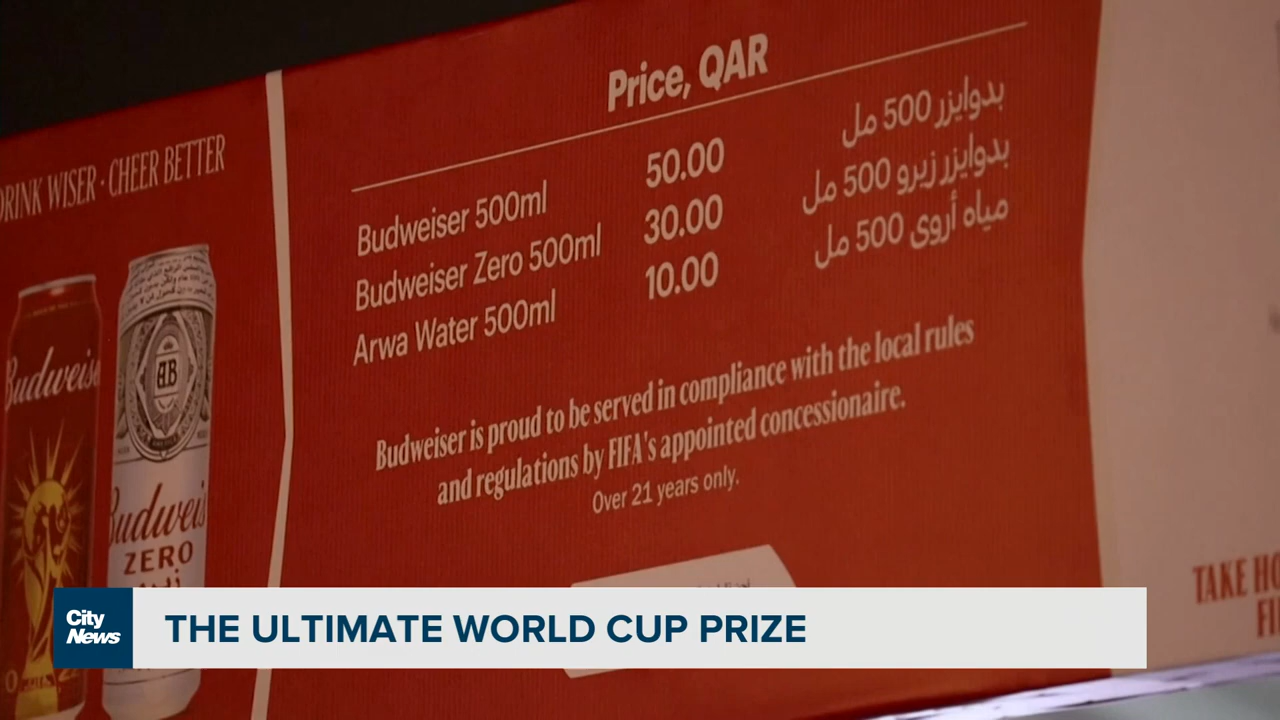 DRINK WISER · CHEER BETTER
Price, QAR
Budweiser 500ml 50.00 بدوايزر 500 مل
Budweiser Zero 500ml 30.00 بدوايزر زيرو 500 مل
Arwa Water 500ml 10.00 مياه أروى 500 مل
Budweiser is proud to be served in compliance with the local rules
and regulations by FIFA's appointed concessionaire.
Over 21 years only.
Budweis
AB
Budweis
ZERO
TAKE
City
News
THE ULTIMATE WORLD CUP PRIZE